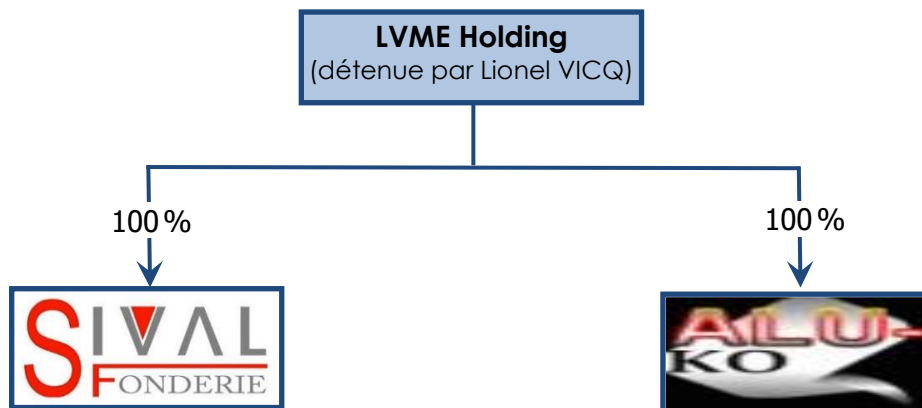 LVME Holding
(détenue par Lionel VICQ)
100 %
100 %
SIVAL
FONDERIE
ALU-
KO